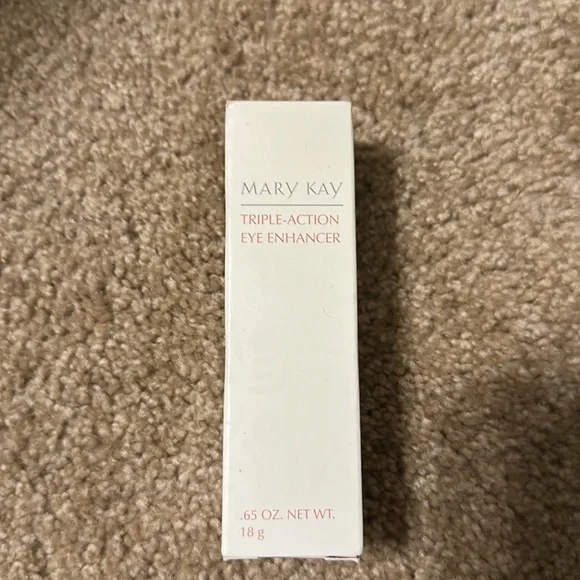 MARY KAY
TRIPLE-ACTION
EYE ENHANCER
.65 OZ. NET WT.
18 g